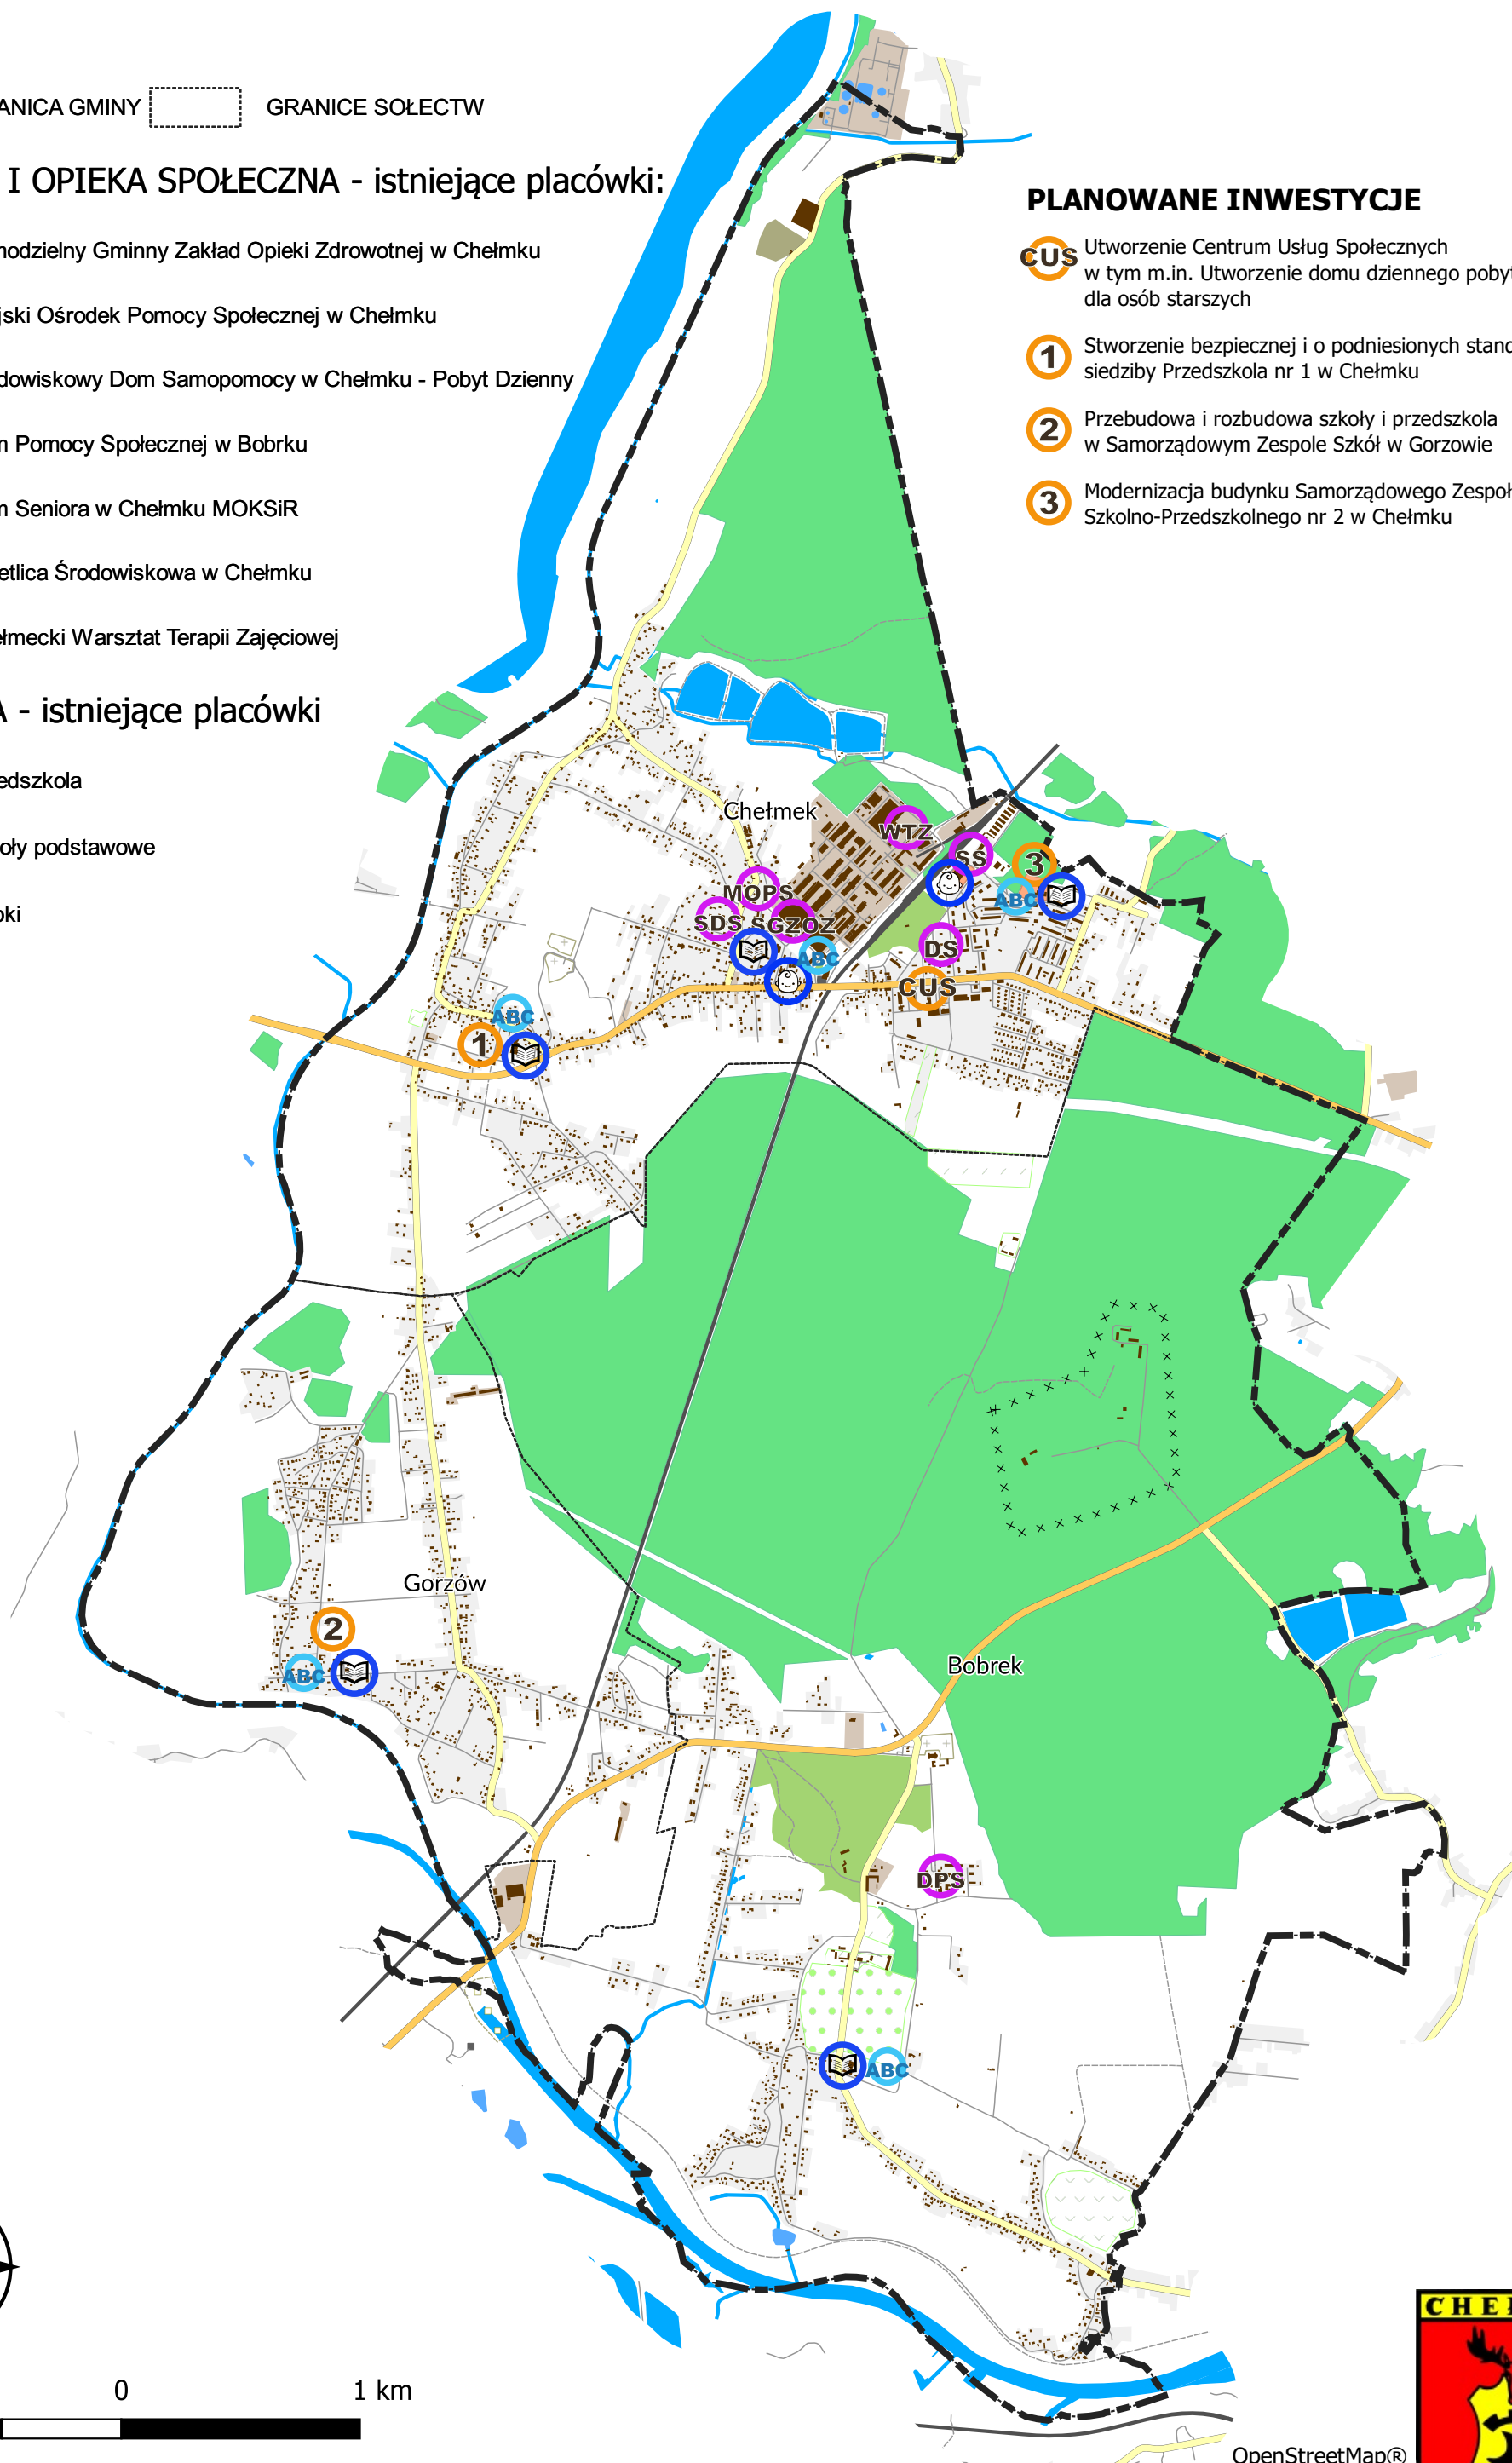 ANICA GMINY
GRANICE SOŁECTW
I OPIEKA SPOŁECZNA - istniejące placówki:
nodzielny Gminny Zakład Opieki Zdrowotnej w Chełmku
jski Ośrodek Pomocy Społecznej w Chełmku
dowiskowy Dom Samopomocy w Chełmku - Pobyt Dzienny
m Pomocy Społecznej w Bobrku
m Seniora w Chełmku MOKSiR
etlica Środowiskowa w Chełmku
ełmecki Warsztat Terapii Zajęciowej
A - istniejące placówki
edszkola
oły podstawowe
bki
PLANOWANE INWESTYCJE
CUS
Utworzenie Centrum Usług Społecznych
w tym m.in. Utworzenie domu dziennego poby
dla osób starszych
1
Stworzenie bezpiecznej i o podniesionych stand
siedziby Przedszkola nr 1 w Chełmku
2
Przebudowa i rozbudowa szkoły i przedszkola
w Samorządowym Zespole Szkół w Gorzowie
3
Modernizacja budynku Samorządowego Zespoł
Szkolno-Przedszkolnego nr 2 w Chełmku
Chełmek
WTZ
SS
3
MOPS
ABC
SDS
SGZOZ
DS
ABC
CUS
ABC
1
Gorzów
2
ABC
Bobrek
DPS
ABC
0
1 km
CHE
OpenStreetMap®